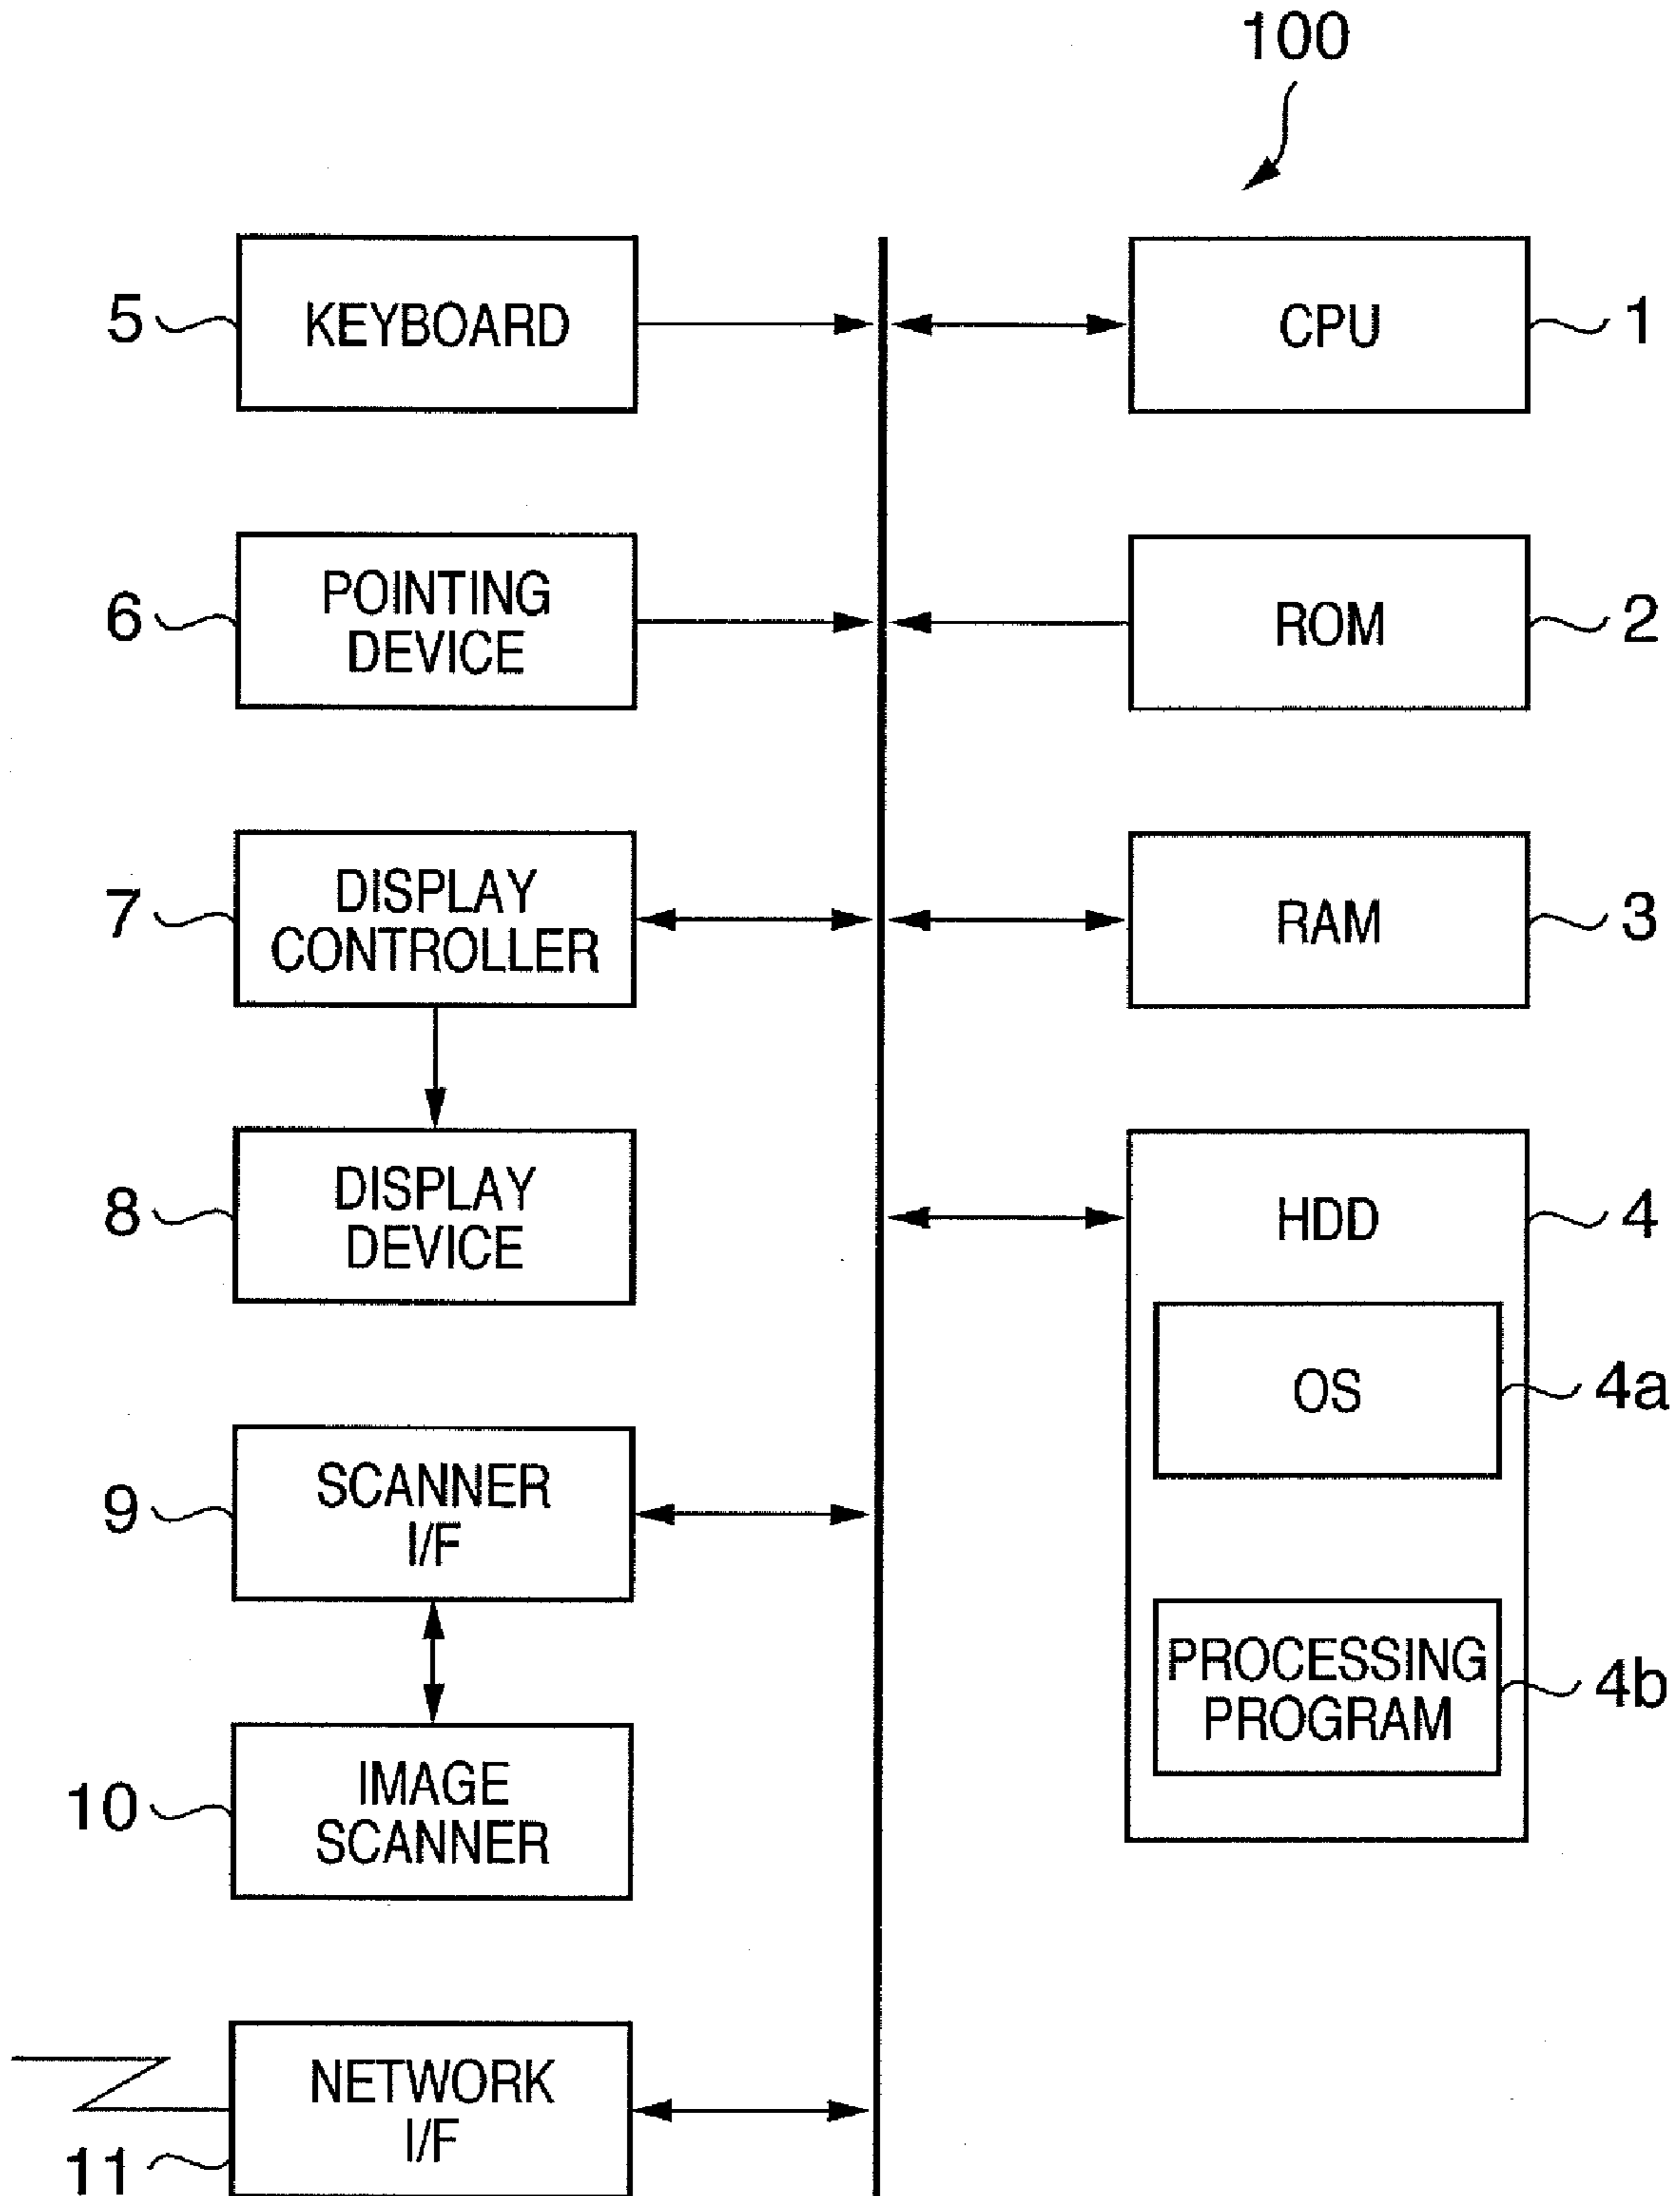 100
5
KEYBOARD
CPU
1
6
POINTING
DEVICE
ROM
2
7
DISPLAY
CONTROLLER
RAM
3
8
DISPLAY
DEVICE
HDD
4
OS
4a
9
SCANNER
I/F
PROCESSING
PROGRAM
4b
10
IMAGE
SCANNER
NETWORK
I/F
11